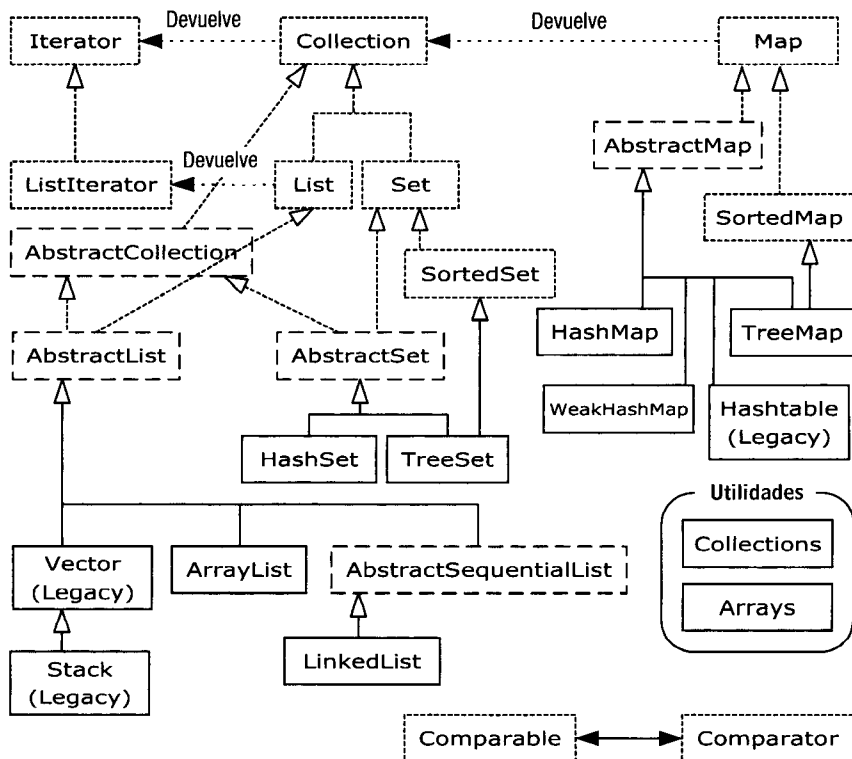 Devuelve
Devuelve
Iterator
Collection
Map
AbstractMap
Devuelve
ListIterator
List
Set
SortedMap
AbstractCollection
SortedSet
HashMap
TreeMap
AbstractList
AbstractSet
WeakHashMap
Hashtable
(Legacy)
HashSet
TreeSet
Utilidades
Collections
Vector
(Legacy)
ArrayList
AbstractSequentialList
Arrays
Stack
(Legacy)
LinkedList
Comparable
Comparator